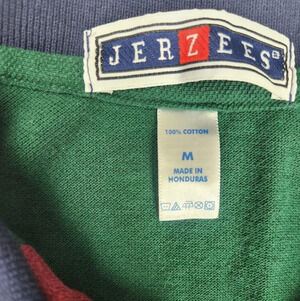 JERZEES
100% COTTON
M
MADE IN
HONDURAS